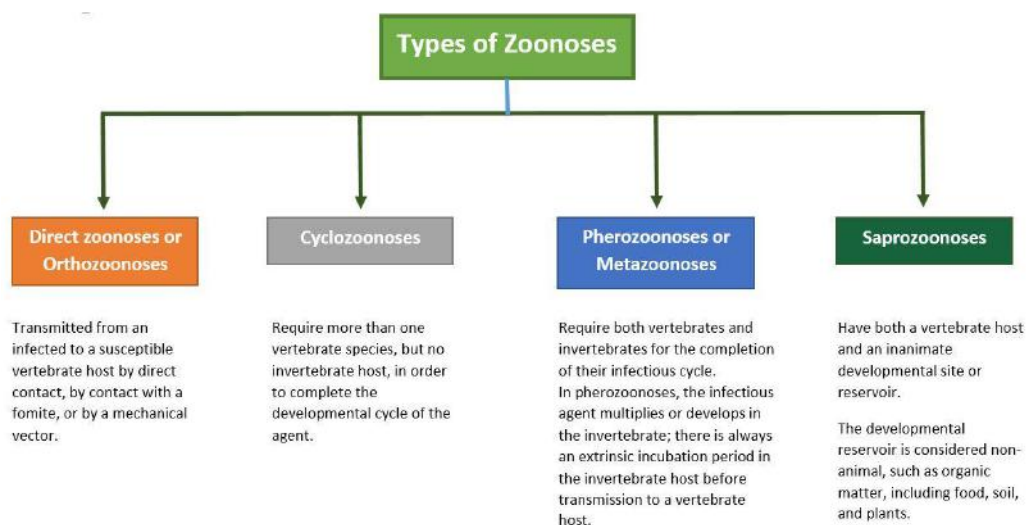 Types of Zoonoses
Direct zoonoses or
Orthozoonoses
Cyclozoonoses
Pherozoonoses or
Metazoonoses
Saprozoonoses
Transmitted from an
infected to a susceptible
vertebrate host by direct
contact, by contact with a
fomite, or by a mechanical
vector.
Require more than one
vertebrate species, but no
invertebrate host, in order
to complete the
developmental cycle of the
agent.
Require both vertebrates and
invertebrates for the completion
of their infectious cycle.
In pherozoonoses, the infectious
agent multiplies or develops in
the invertebrate; there is always
an extrinsic incubation period in
the invertebrate host before
transmission to a vertebrate
host.
Have both a vertebrate host
and an inanimate
developmental site or
reservoir.
The developmental
reservoir is considered non-
animal, such as organic
matter, including food, soil,
and plants.